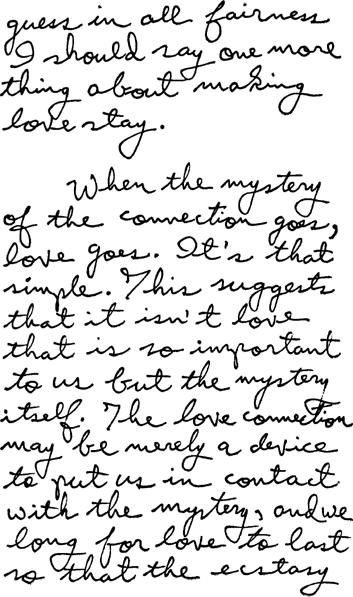 guess in all fairness
I should say one more
thing about making
love stay.
When the mystery
of the connection goes,
love goes. It's that
simple. This suggests
that it isn't love
that is so important
to us but the mystery
itself. The love connection
may be merely a device
to put us in contact
with the mystery, and we
long for love to last
so that the ecstasy